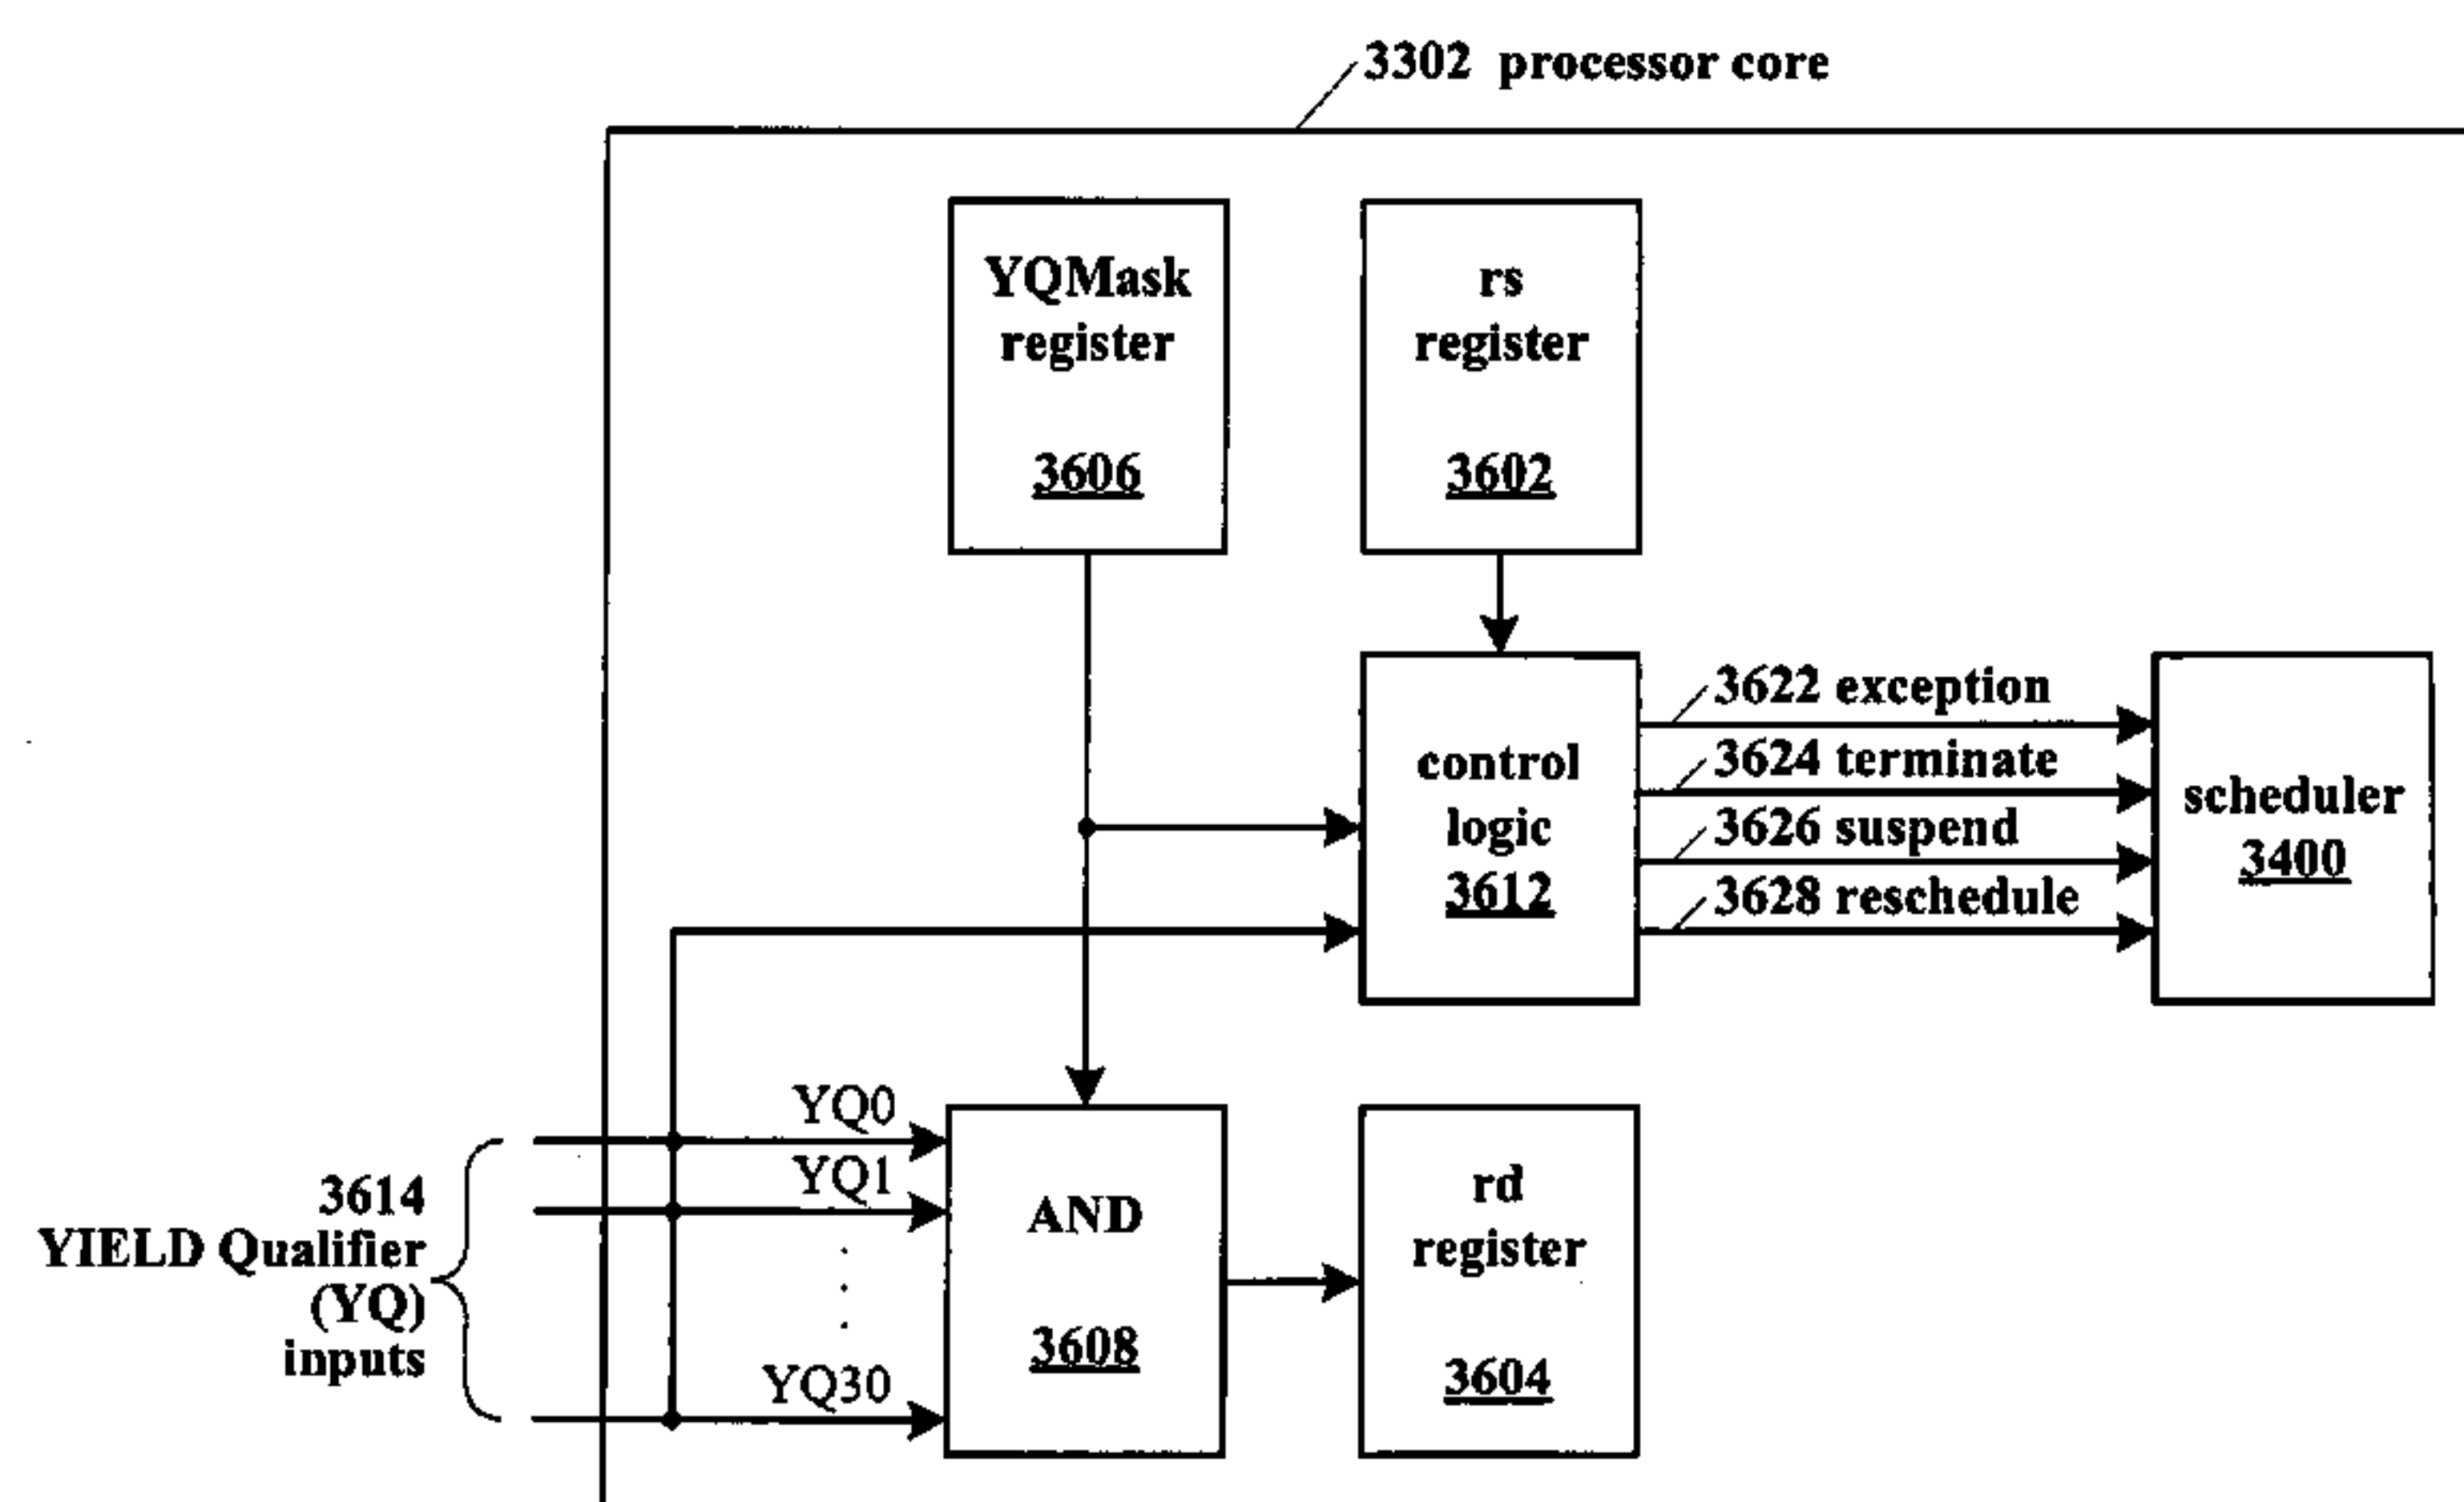 3302 processor core
YQMask
register
3606
rs
register
3602
control
logic
3612
3622 exception
3624 terminate
3626 suspend
3628 reschedule
scheduler
3400
3614
YIELD Qualifier
(YQ)
inputs
YQ0
YQ1
YQ30
AND
3608
rd
register
3604